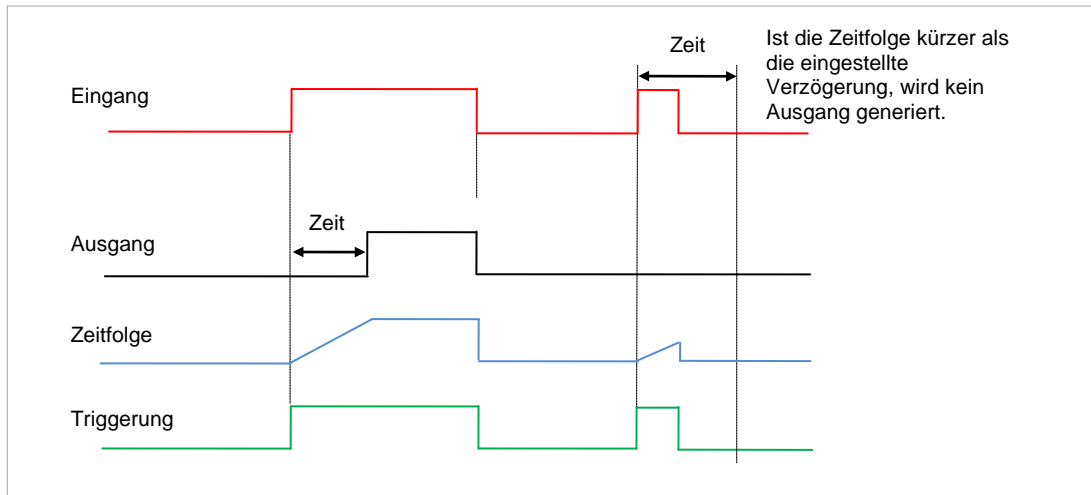 Zeit
Ist die Zeitfolge kürzer als
die eingestellte
Verzögerung, wird kein
Ausgang generiert.
Eingang
Zeit
Ausgang
Zeitfolge
Triggerung